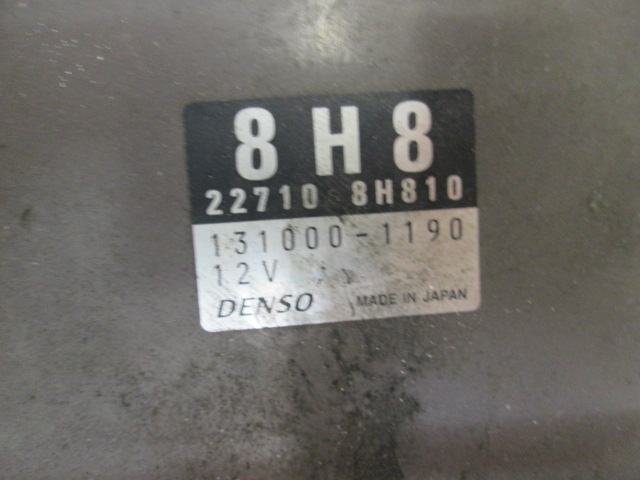 8H8
22710 8H810
131000-1190
12V
DENSO MADE IN JAPAN